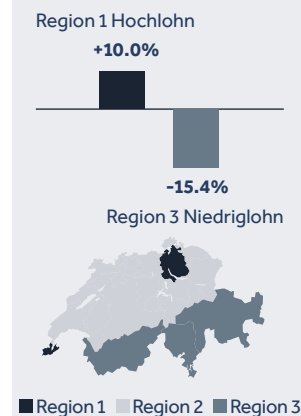 Region 1 Hochlohn
+10.0%
-15.4%
Region 3 Niedriglohn
Region 1 Region 2 Region 3